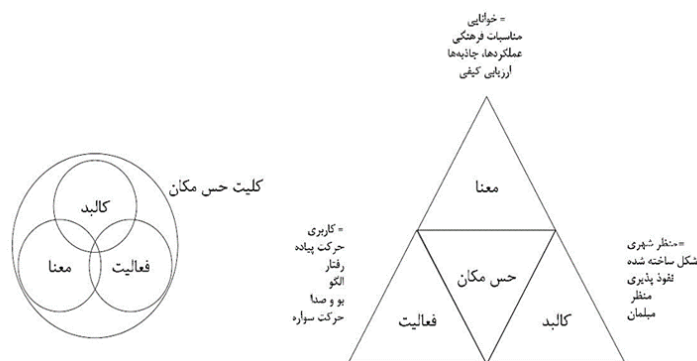 = خوانایی
مناسبات فرهنگی
عملکردها، جاذبه‌ها
ارزیابی کیفی
معنا
= کاربری
حرکت پیاده
رفتار
الگو
بو و صدا
حرکت سواره
حس مکان
فعالیت
کالبد
=منظر شهری
شکل ساخته شده
نفوذ پذیری
منظر
مبلمان
کلیت حس مکان
کالبد
فعالیت
معنا